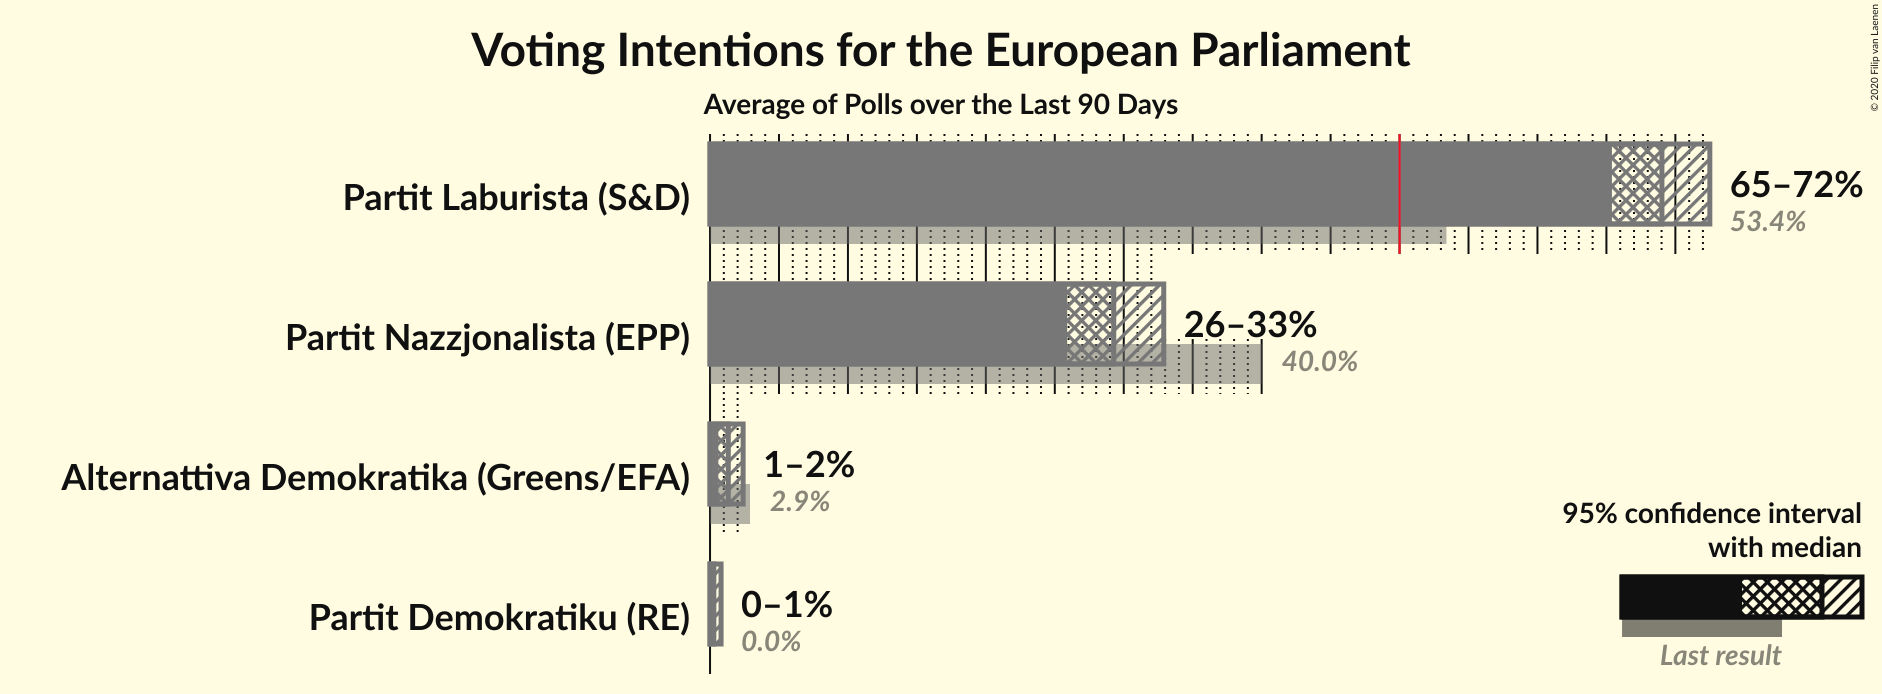 Voting Intentions for the European Parliament
Average of Polls over the Last 90 Days
© 2020 Filip van Laenen
Partit Laburista (S&D)
65–72%
53.4%
Partit Nazzjonalista (EPP)
26–33%
40.0%
Alternattiva Demokratika (Greens/EFA)
1–2%
2.9%
Partit Demokratiku (RE)
0–1%
0.0%
95% confidence interval
with median
Last result